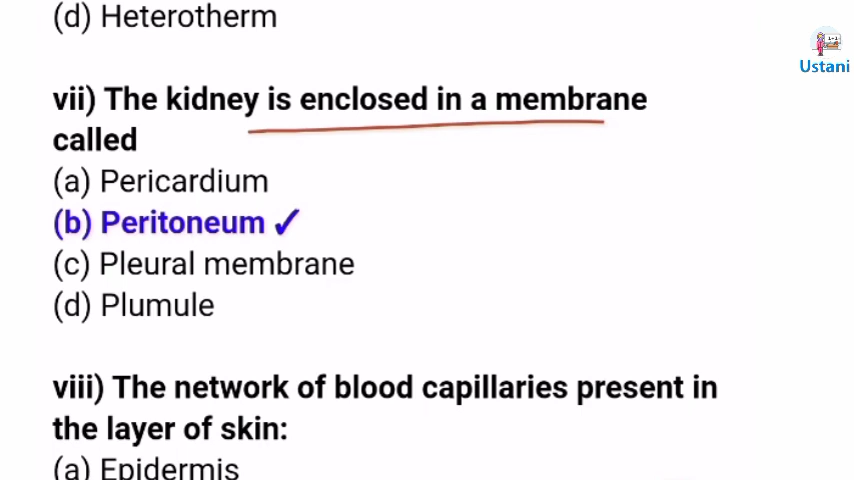 (d) Heterotherm
Ustani
vii) The kidney is enclosed in a membrane
called
(a) Pericardium
(b) Peritoneum ✓
(c) Pleural membrane
(d) Plumule
viii) The network of blood capillaries present in
the layer of skin:
(a) Epidermis